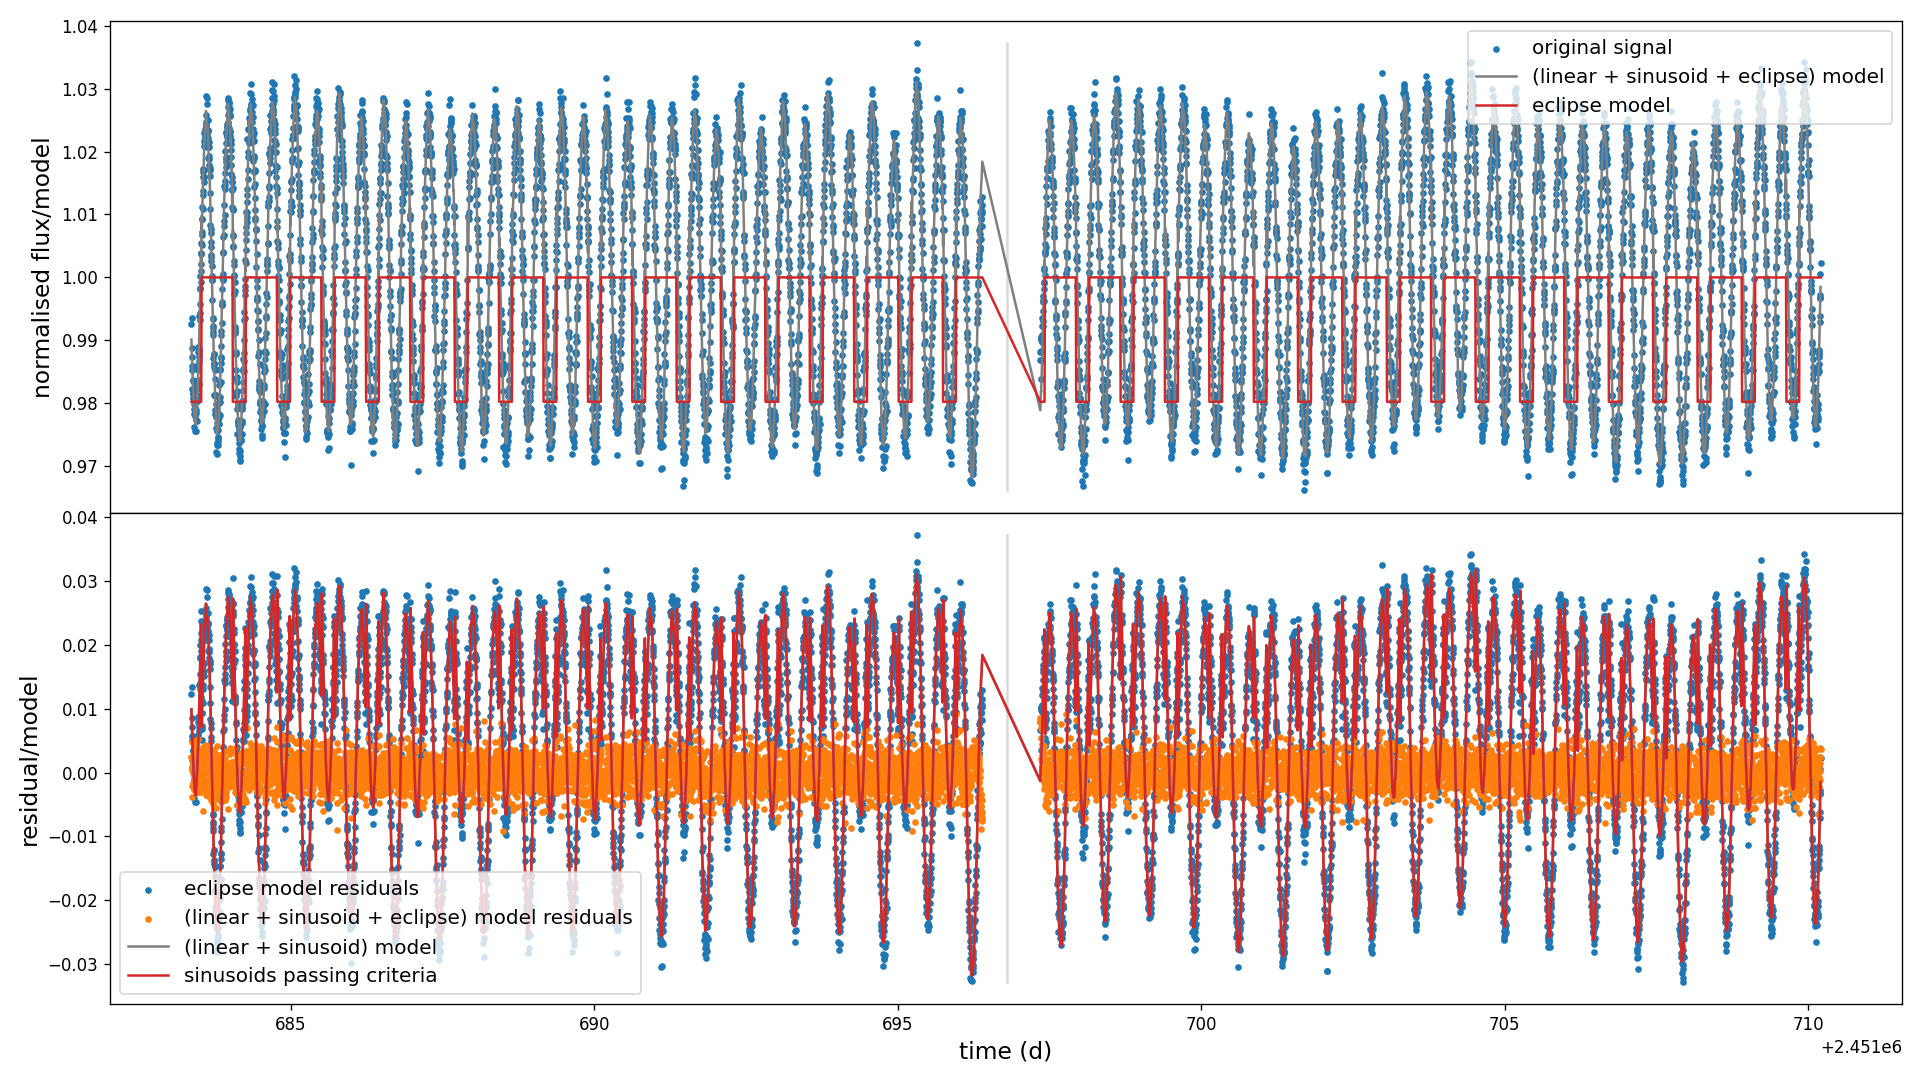 1.04
1.03
1.02
1.01
1.00
0.99
0.98
0.97
normalised flux/model
original signal
(linear + sinusoid + eclipse) model
eclipse model
0.04
0.03
0.02
0.01
0.00
−0.01
−0.02
−0.03
residual/model
eclipse model residuals
(linear + sinusoid + eclipse) model residuals
(linear + sinusoid) model
sinusoids passing criteria
685
690
695
700
705
710
time (d)
+2.451e6